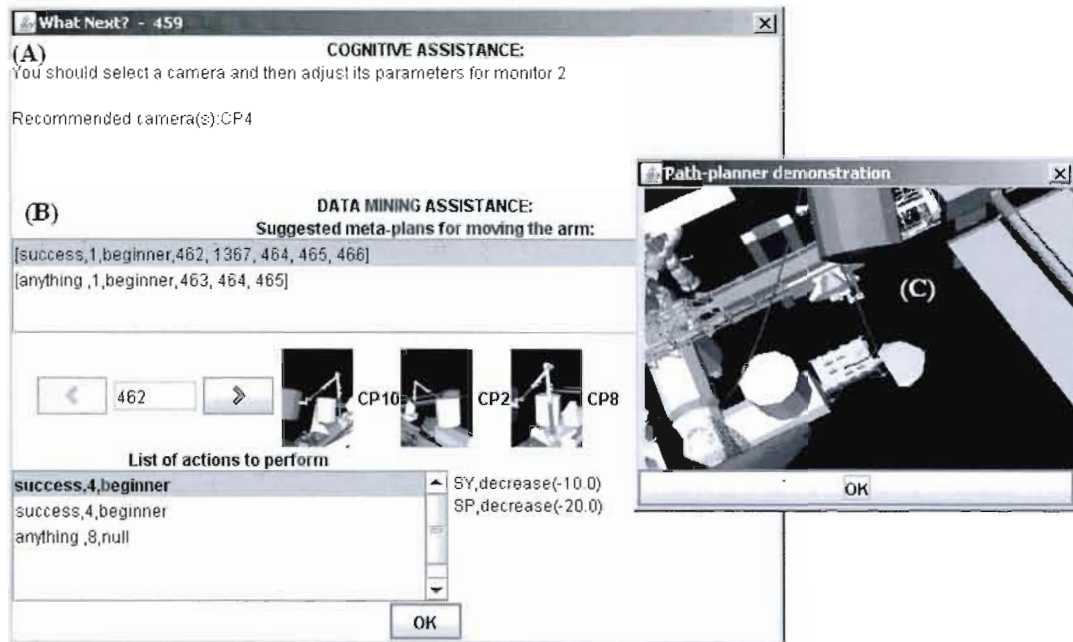 What Next? - 459
(A)
COGNITIVE ASSISTANCE:
You should select a camera and then adjust its parameters for monitor 2
Recommended camera(s):CP4
(B)
DATA MINING ASSISTANCE:
Suggested meta-plans for moving the arm:
[success,1,beginner,462, 1367, 464, 465, 466]
[anything ,1,beginner,463, 464, 465]
462
CP10
CP2
CP8
List of actions to perform
success,4,beginner
success,4,beginner
anything ,8,null
SY,decrease(-10.0)
SP,decrease(-20.0)
OK
Path-planner demonstration
(C)
OK